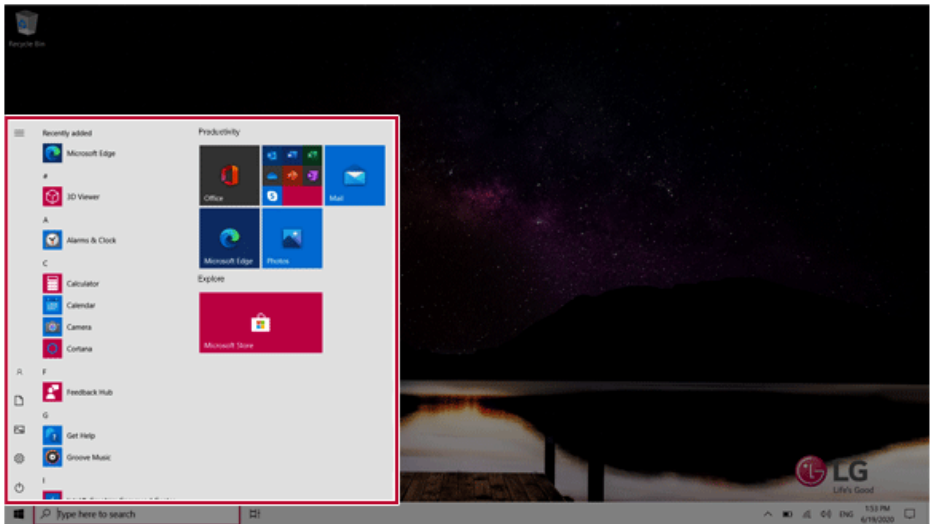 Recycle Bin
Recently added
Microsoft Edge
#
3D Viewer
A
Alarms & Clock
C
Calculator
Calendar
Camera
Cortana
F
Feedback Hub
G
Get Help
Groove Music
I
Productivity
Office
Mail
Microsoft Edge
Photos
Explore
Microsoft Store
LG
Life's Good
Type here to search
ENG
1:53 PM
6/19/2020